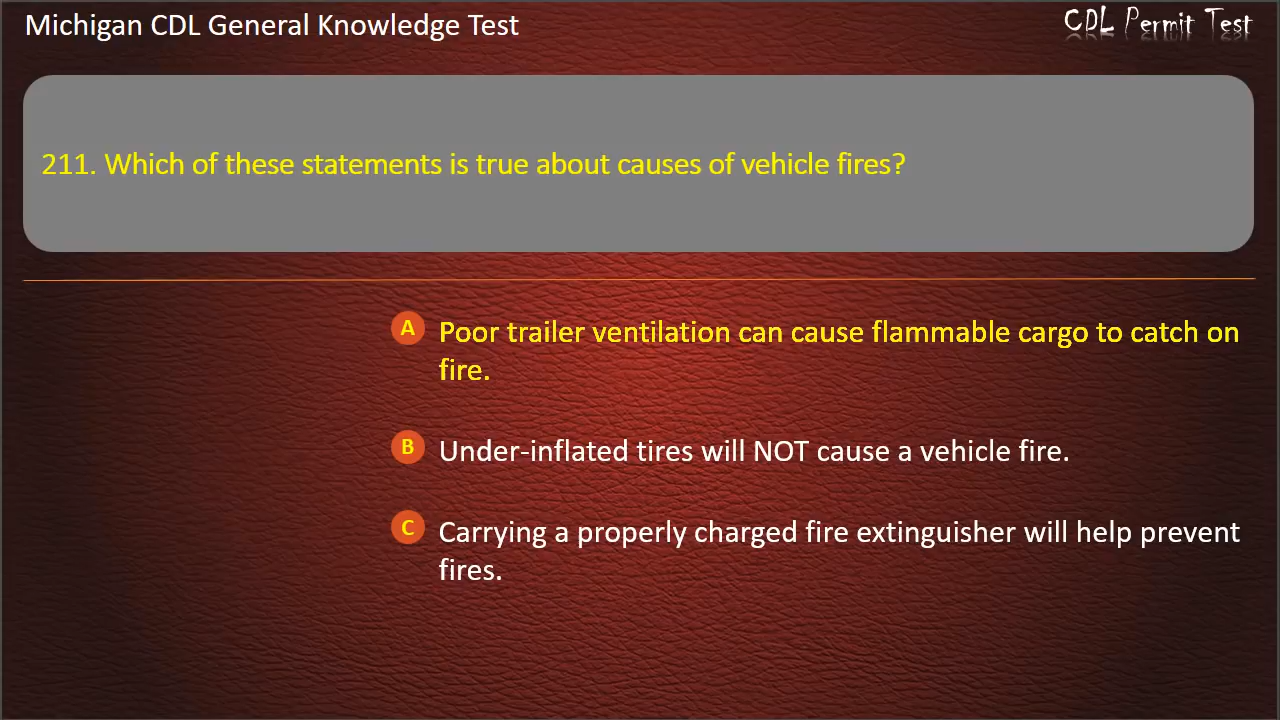 Michigan CDL General Knowledge Test
CDL Permit Test
211. Which of these statements is true about causes of vehicle fires?
A Poor trailer ventilation can cause flammable cargo to catch on
fire.
B Under-inflated tires will NOT cause a vehicle fire.
C Carrying a properly charged fire extinguisher will help prevent
fires.